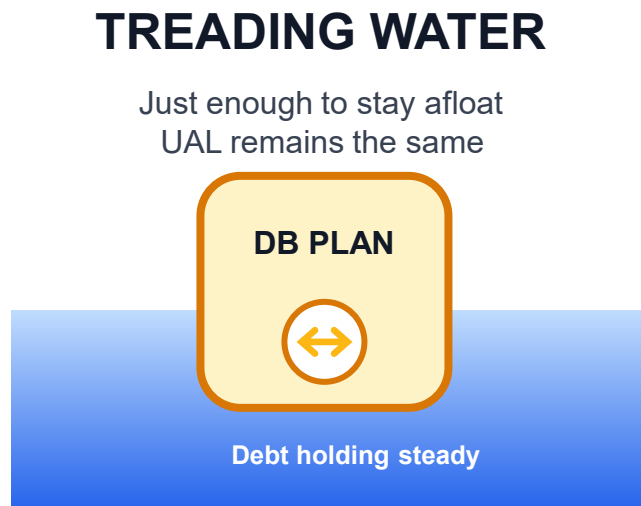 TREADING WATER
Just enough to stay afloat
UAL remains the same
DB PLAN
Debt holding steady